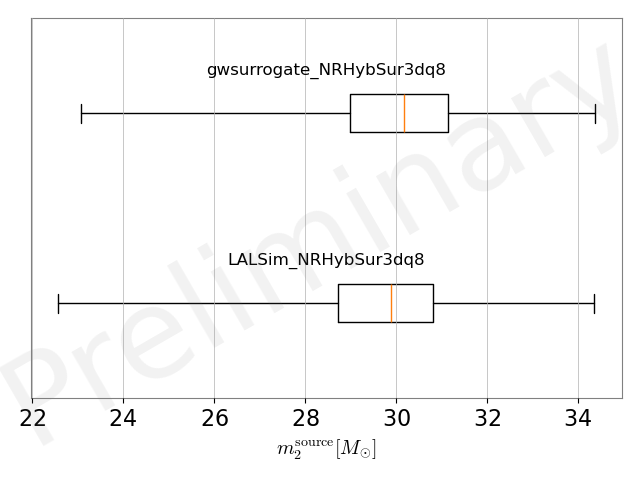 gwsurrogate_NRHybSur3dq8
LALSim_NRHybSur3dq8
Preliminary
22 24 26 28 30 32 34
m₂^source [M⊙]